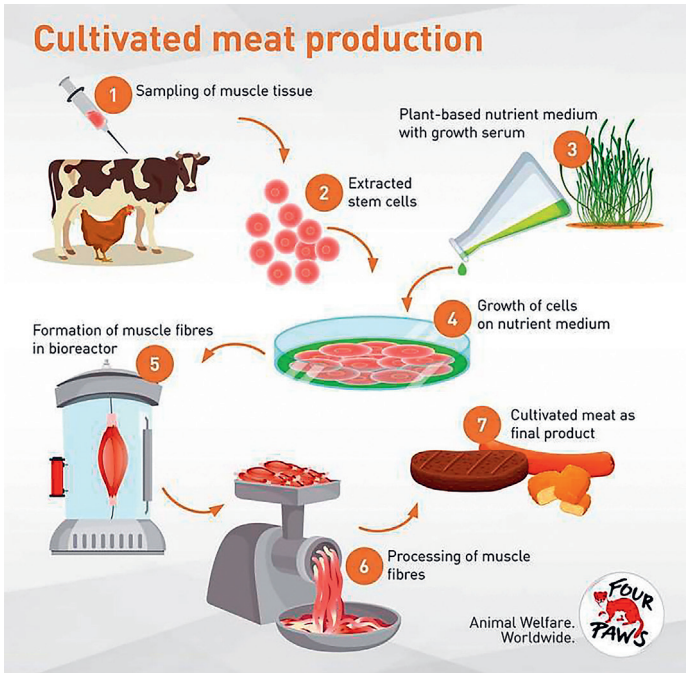 Cultivated meat production
1
Sampling of muscle tissue
2
Extracted
stem cells
Plant-based nutrient medium
with growth serum
3
4
Growth of cells
on nutrient medium
Formation of muscle fibres
in bioreactor
5
6
Processing of muscle
fibres
7
Cultivated meat as
final product
Animal Welfare.
Worldwide.
FOUR
PAWS